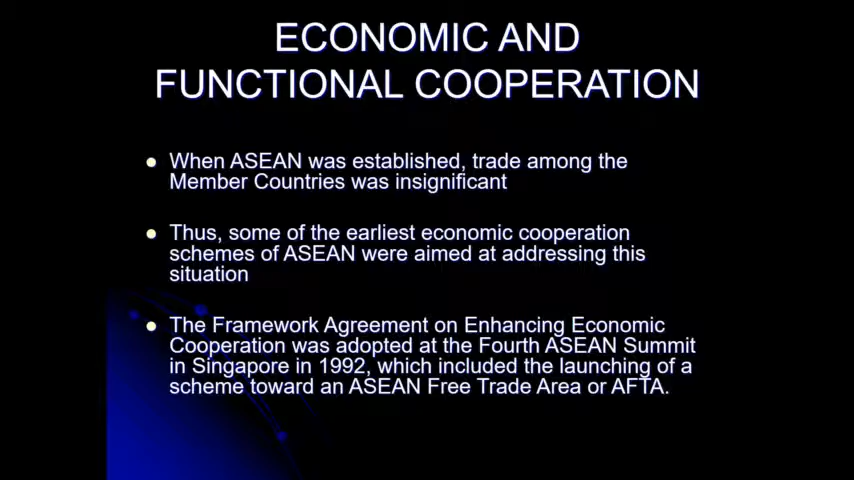 ECONOMIC AND
FUNCTIONAL COOPERATION
• When ASEAN was established, trade among the
Member Countries was insignificant
• Thus, some of the earliest economic cooperation
schemes of ASEAN were aimed at addressing this
situation
• The Framework Agreement on Enhancing Economic
Cooperation was adopted at the Fourth ASEAN Summit
in Singapore in 1992, which included the launching of a
scheme toward an ASEAN Free Trade Area or AFTA.